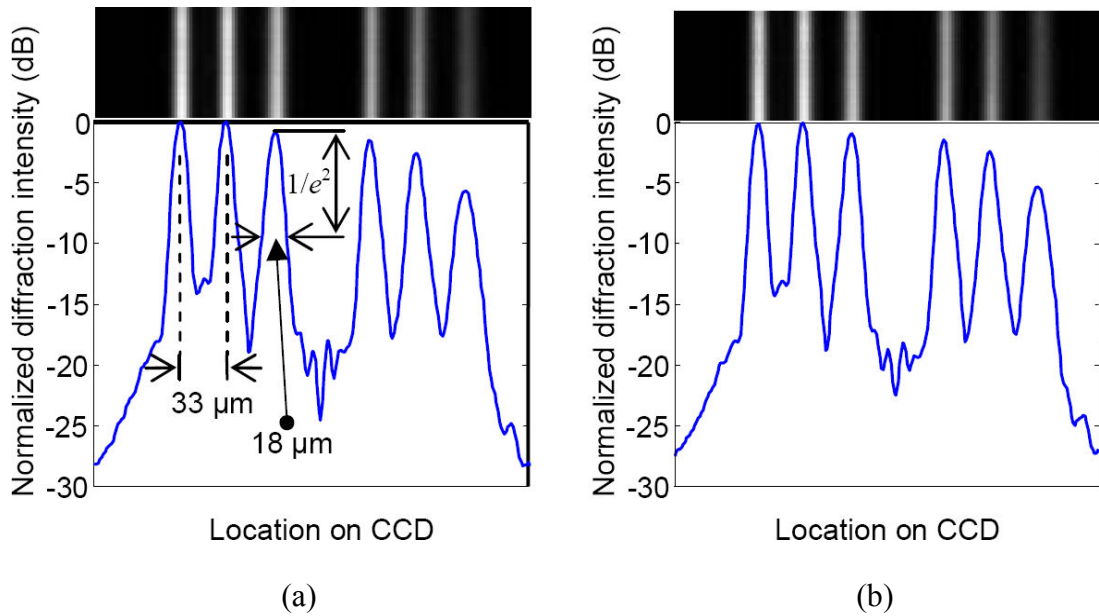 Normalized diffraction intensity (dB)
0
-5
-10
-15
-20
-25
-30
1/e²
33 µm
18 µm
Location on CCD
(a)
Normalized diffraction intensity (dB)
0
-5
-10
-15
-20
-25
-30
Location on CCD
(b)